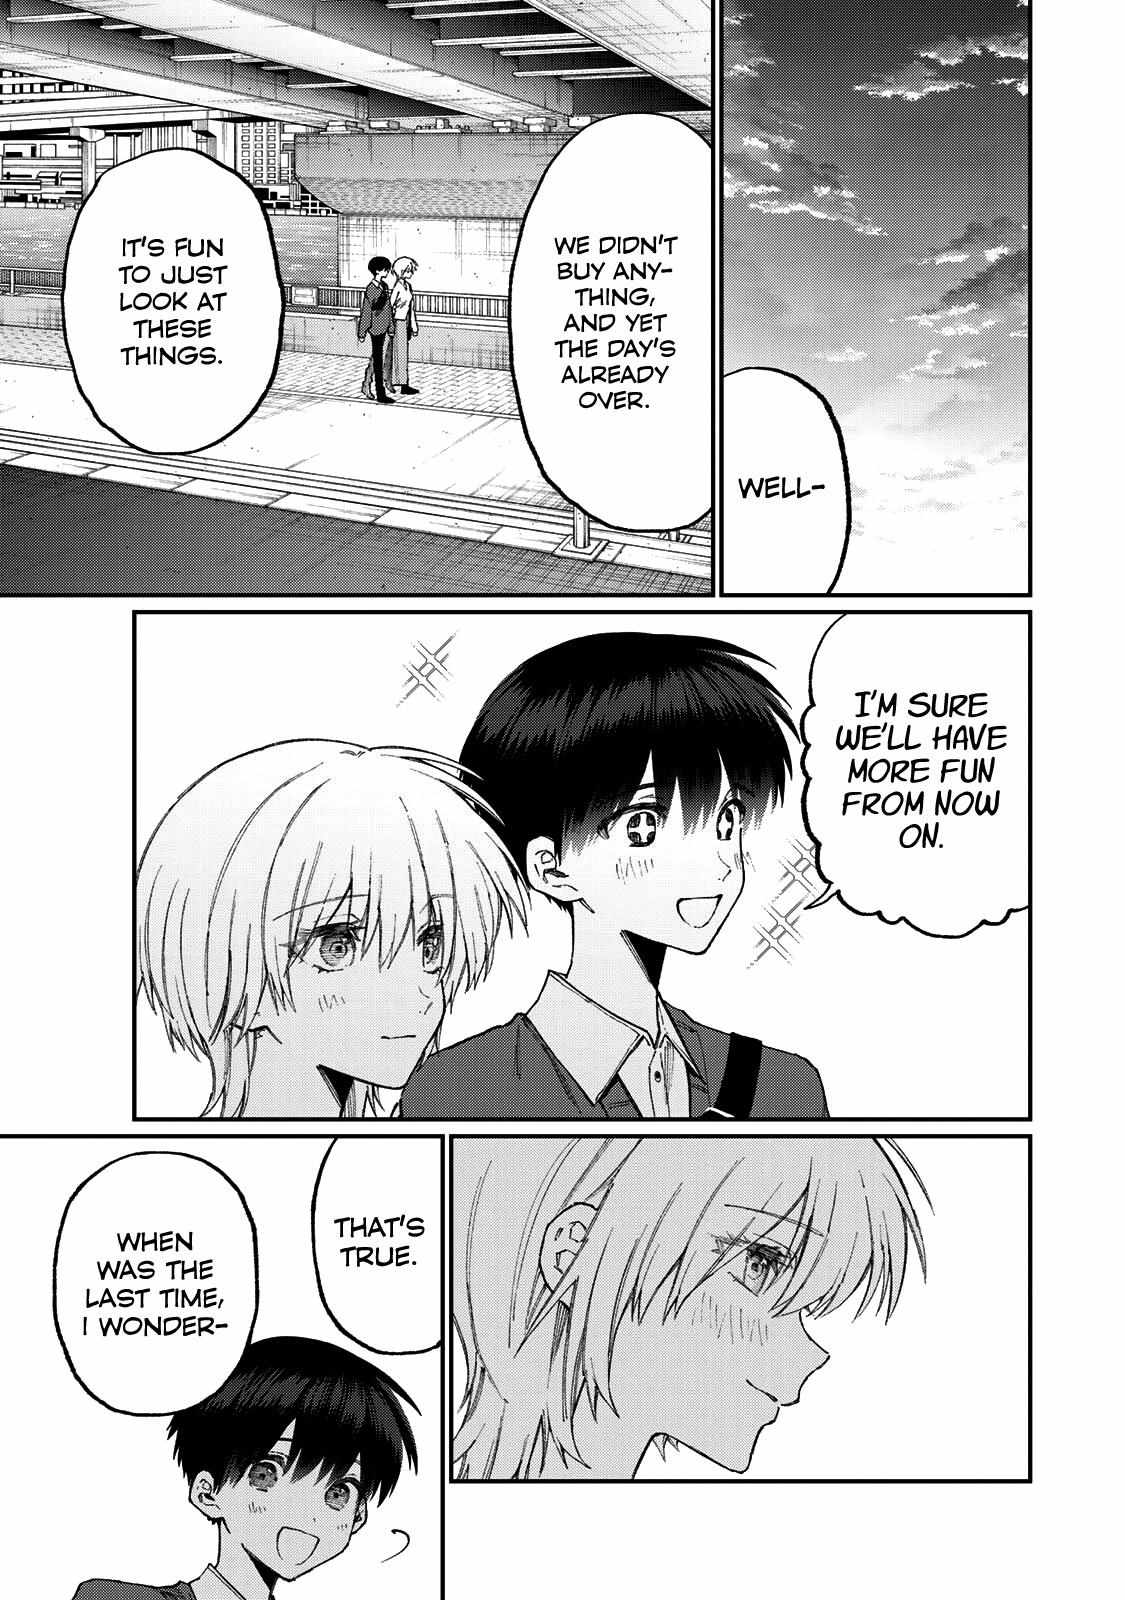 WELL-
WE DIDN'T
BUY ANY-
THING,
AND YET
THE DAY'S
ALREADY
OVER.
IT'S FUN
TO JUST
LOOK AT
THESE
THINGS.
I'M SURE
WE'LL HAVE
MORE FUN
FROM NOW
ON.
THAT'S
TRUE.
WHEN
WAS THE
LAST TIME,
I WONDER-